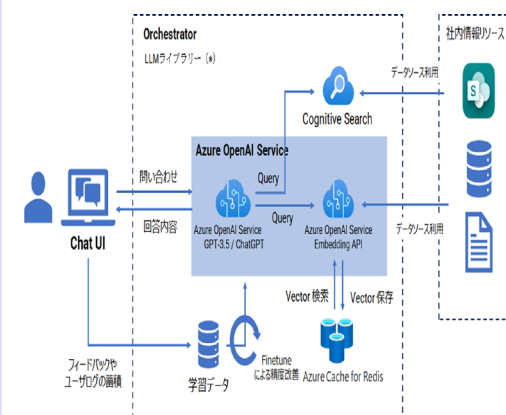 Orchestrator
LLMライブラリー (*)
社内情報リソース
データソース利用
S
Cognitive Search
Azure OpenAI Service
問い合わせ
Query
Query
回答内容
Azure OpenAI Service
GPT-3.5 / ChatGPT
Azure OpenAI Service
Embedding API
データソース利用
Chat UI
Vector 検索
Vector 保存
フィードバックや
ユーザログの蓄積
学習データ
Finetune
による精度改善
Azure Cache for Redis